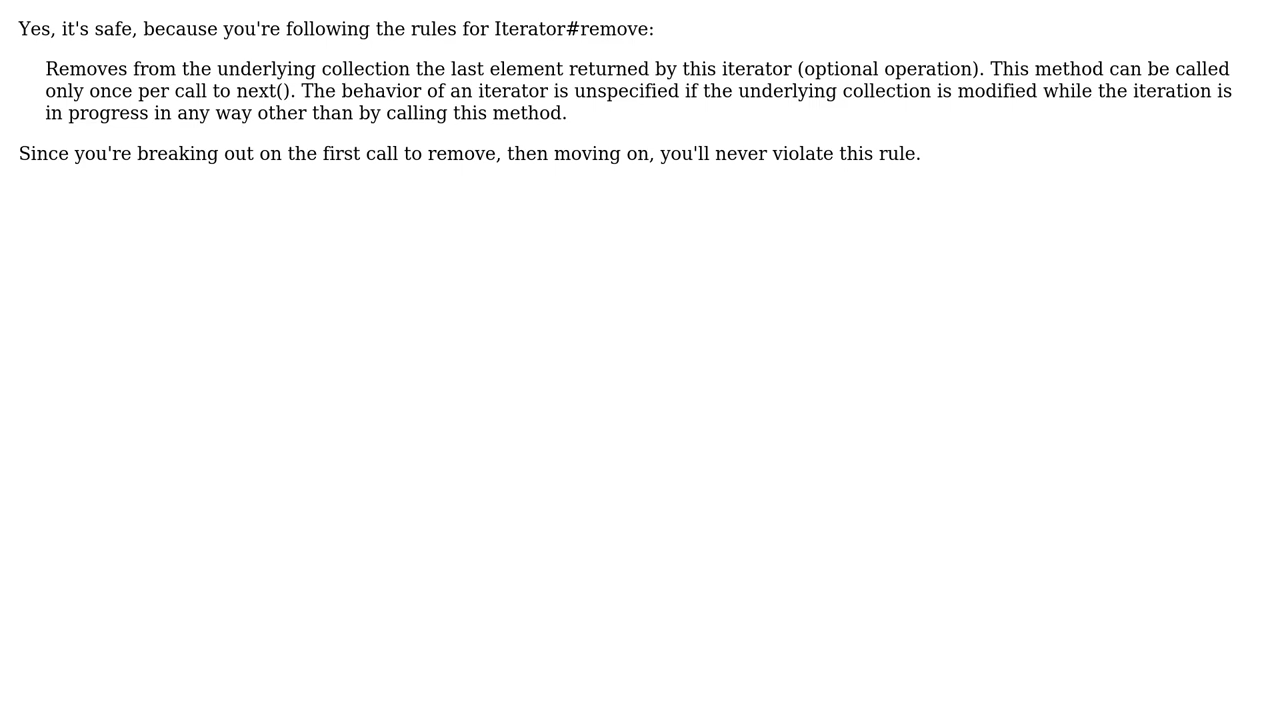 Yes, it's safe, because you're following the rules for Iterator#remove:
Removes from the underlying collection the last element returned by this iterator (optional operation). This method can be called
only once per call to next(). The behavior of an iterator is unspecified if the underlying collection is modified while the iteration is
in progress in any way other than by calling this method.
Since you're breaking out on the first call to remove, then moving on, you'll never violate this rule.